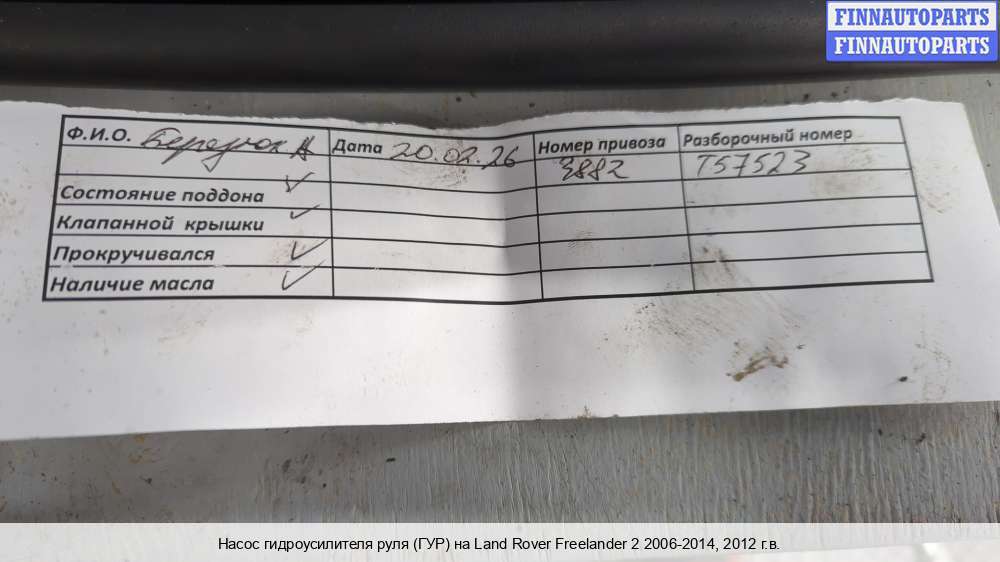 FINNAUTOPARTS
FINNAUTOPARTS
Ф.И.О. Дата 20.02.26 Номер привоза Разборочный номер
3882 T57523
Состояние поддона ✓
Клапанной крышки ✓
Прокручивался ✓
Наличие масла ✓
Насос гидроусилителя руля (ГУР) на Land Rover Freelander 2 2006-2014, 2012 г.в.